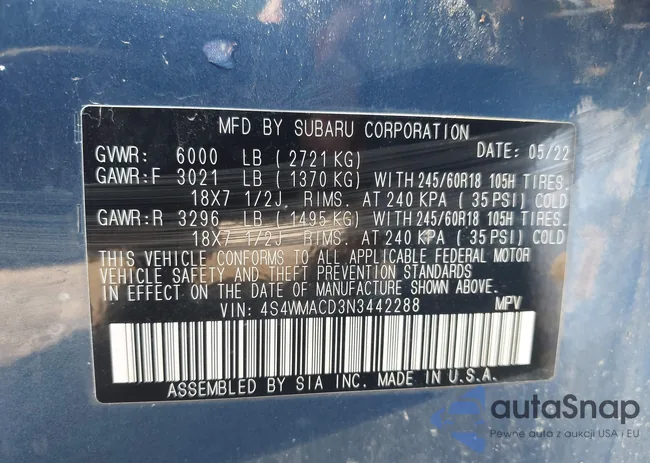 MFD BY SUBARU CORPORATION
GVWR: 6000 LB (2721 KG) DATE: 05/22
GAWR:F 3021 LB (1370 KG) WITH 245/60R18 105H TIRES.
18X7 1/2J, RIMS. AT 240 KPA (35 PSI) COLD
GAWR:R 3296 LB (1495 KG) WITH 245/60R18 105H TIRES.
18X7 1/2J RIMS. AT 240 KPA (35 PSI) COLD
THIS VEHICLE CONFORMS TO ALL APPLICABLE FEDERAL MOTOR
VEHICLE SAFETY AND THEFT PREVENTION STANDARDS
IN EFFECT ON THE DATE OF MANUFACTURE SHOWN ABOVE.
VIN: 4S4WMACD3N3442288 MPV
ASSEMBLED BY SIA INC. MADE IN U.S.A.
autaSnap
Pewne auta z aukcji USA i EU